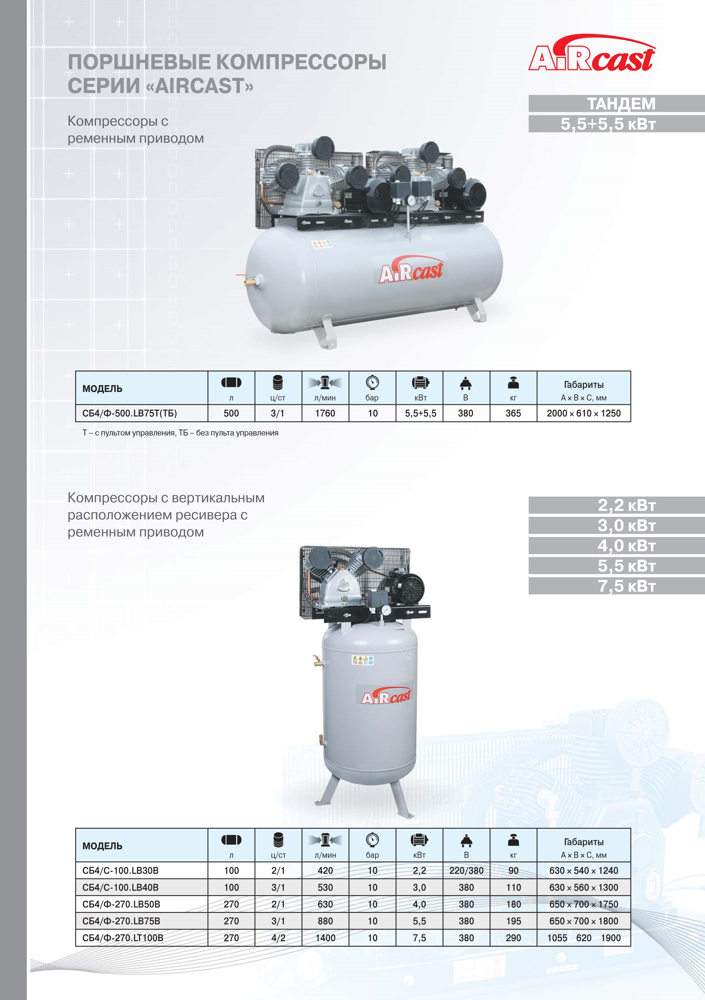 AiRcast
ПОРШНЕВЫЕ КОМПРЕССОРЫ
СЕРИИ «AIRCAST»
ТАНДЕМ
5,5+5,5 кВт
Компрессоры с
ременным приводом
AiRcast
МОДЕЛЬ л ц/ст л/мин бар кВт В кг Габариты А × В × С, мм
СБ4/Ф-500.LB75Т(ТБ) 500 3/1 1760 10 5,5+5,5 380 365 2000 × 610 × 1250
Т – с пультом управления, ТБ – без пульта управления
Компрессоры с вертикальным
расположением ресивера с
ременным приводом
2,2 кВт
3,0 кВт
4,0 кВт
5,5 кВт
7,5 кВт
AiRcast
МОДЕЛЬ л ц/ст л/мин бар кВт В кг Габариты А × В × С, мм
СБ4/С-100.LB30В 100 2/1 420 10 2,2 220/380 90 630 × 540 × 1240
СБ4/С-100.LB40В 100 3/1 530 10 3,0 380 110 630 × 560 × 1300
СБ4/Ф-270.LB50В 270 2/1 630 10 4,0 380 180 650 × 700 × 1750
СБ4/Ф-270.LB75В 270 3/1 880 10 5,5 380 195 650 × 700 × 1800
СБ4/Ф-270.LT100В 270 4/2 1400 10 7,5 380 290 1055 620 1900